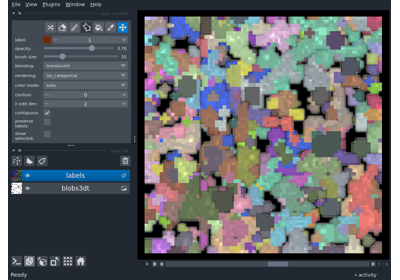 File View Plugins Window Help
label: 1
opacity: 0.70
brush size: 10
blending: translucent
rendering: iso_categorical
color mode: auto
contour: 0
n edit dim: 2
contiguous:
preserve labels:
show selected:
labels
blobs3dt
Ready
activity